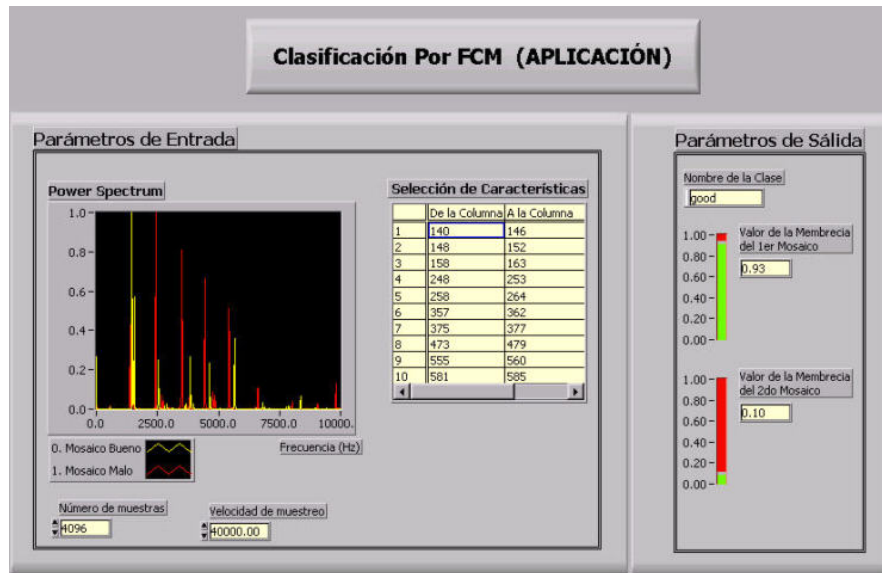 Clasificación Por FCM (APLICACIÓN)
Parámetros de Entrada
Power Spectrum
1.0
0.8
0.6
0.4
0.2
0.0
0.0 2500.0 5000.0 7500.0 10000.
Frecuencia (Hz)
0. Mosaico Bueno
1. Mosaico Malo
Número de muestras
4096
Velocidad de muestreo
40000.00
Selección de Características
De la Columna A la Columna
1 140 146
2 148 152
3 158 163
4 248 253
5 258 264
6 357 362
7 375 377
8 473 479
9 555 560
10 581 585
Parámetros de Sálida
Nombre de la Clase
good
1.00
0.80
0.60
0.40
0.20
0.00
Valor de la Membrecia
del 1er Mosaico
0.93
1.00
0.80
0.60
0.40
0.20
0.00
Valor de la Membrecia
del 2do Mosaico
0.10